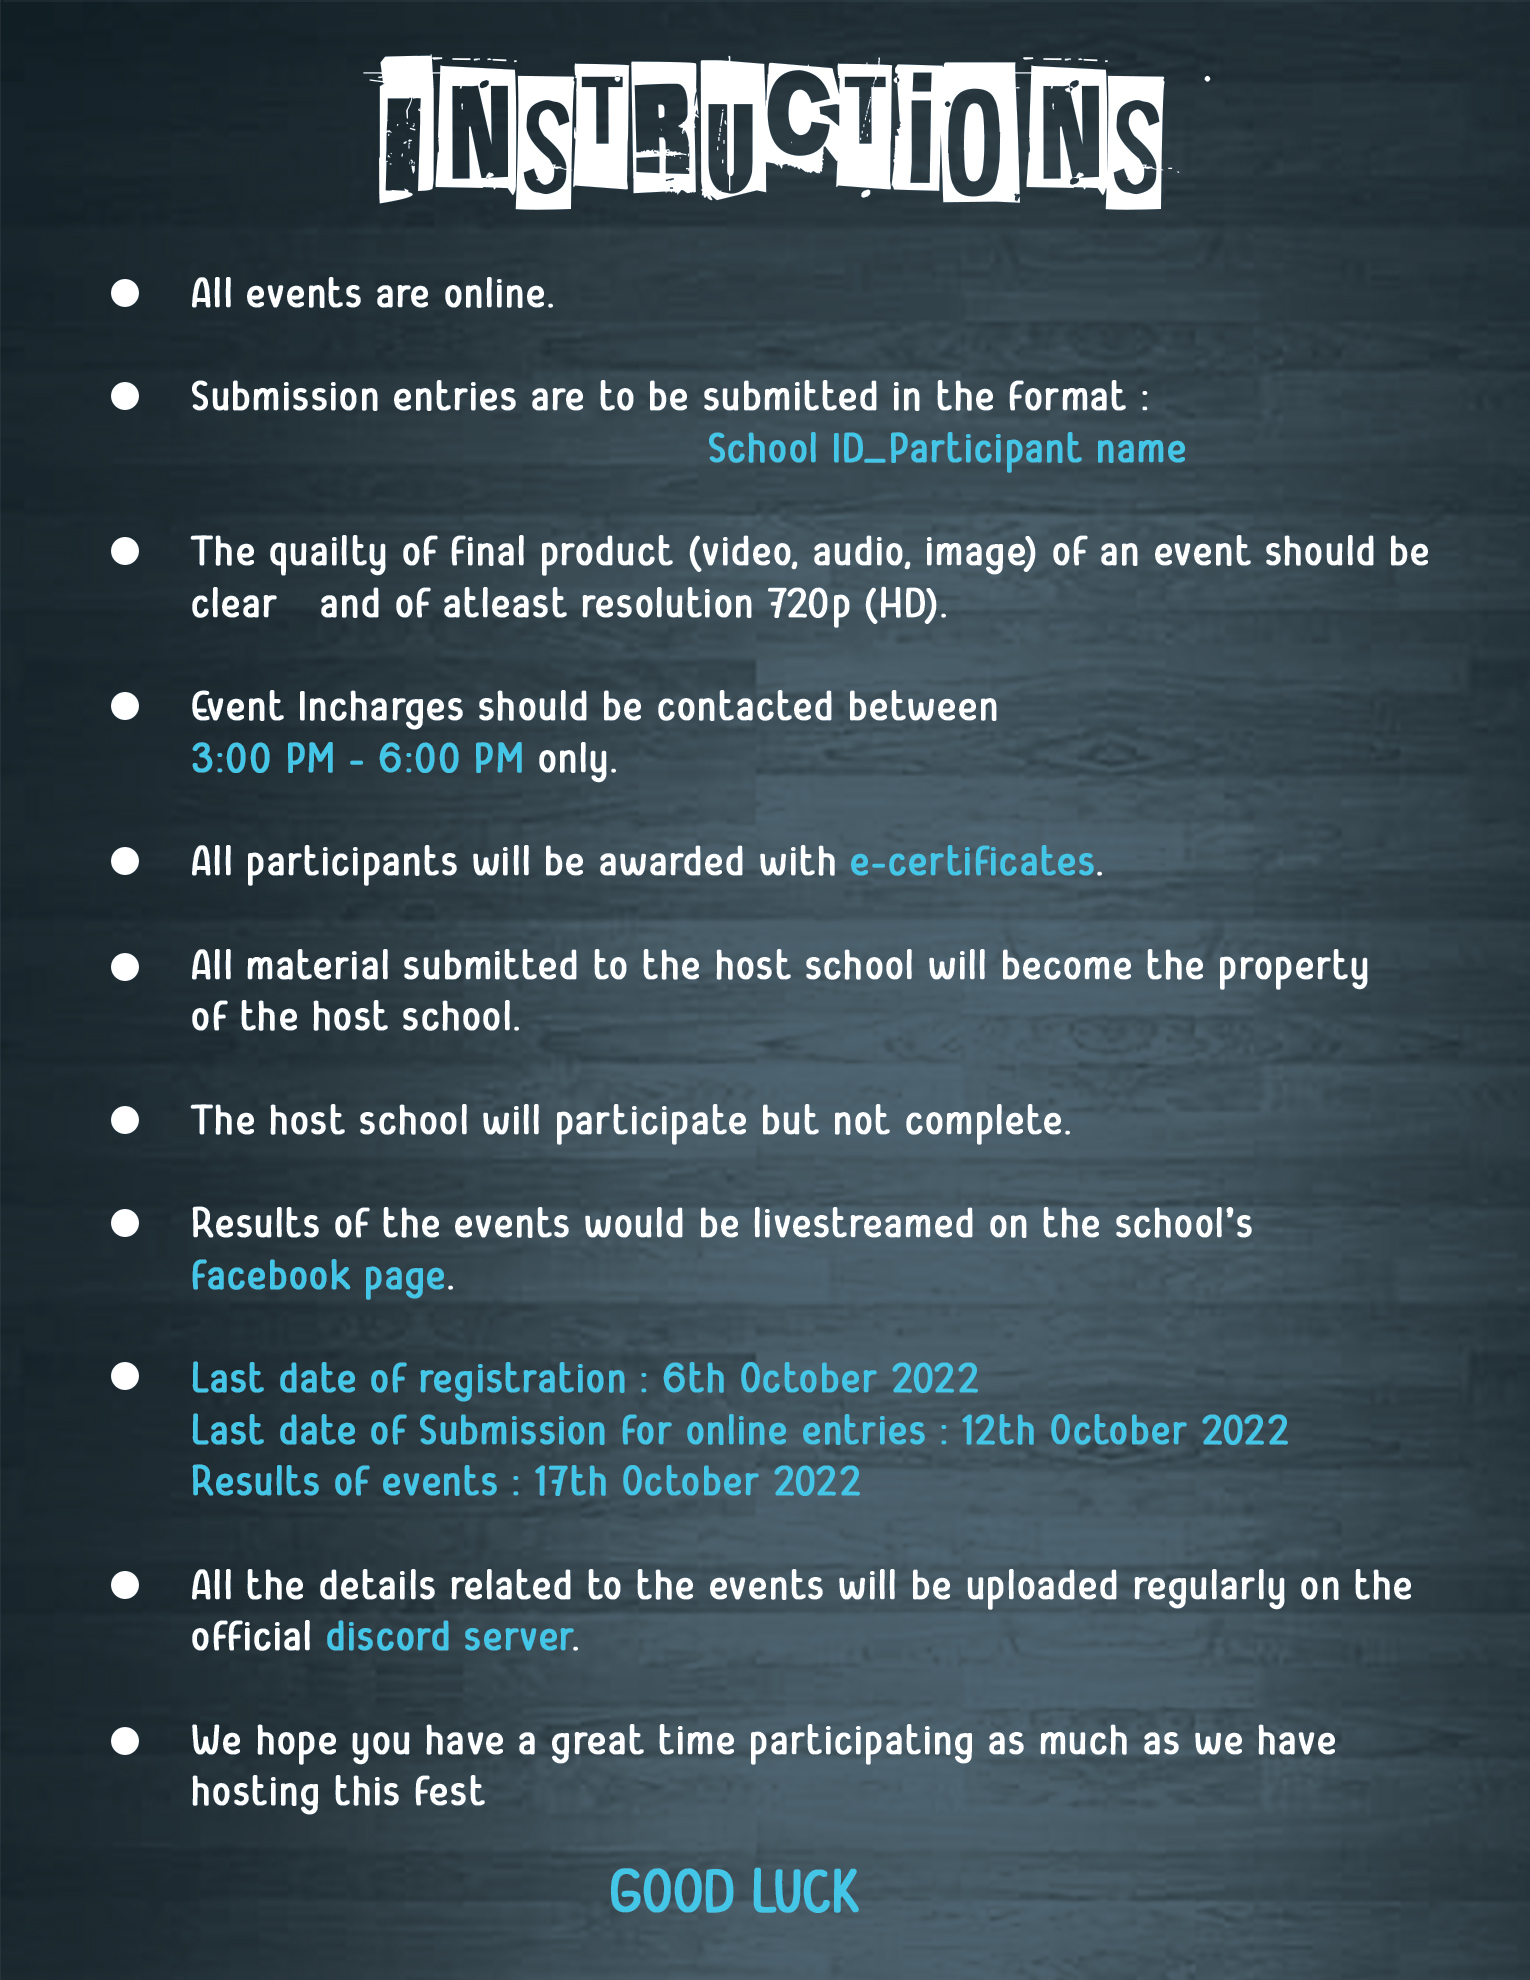 INSTRUCTIONS
● All events are online.
● Submission entries are to be submitted in the format :
School ID_Participant name
● The quailty of final product (video, audio, image) of an event should be
clear and of atleast resolution 720p (HD).
● Event Incharges should be contacted between
3:00 PM - 6:00 PM only.
● All participants will be awarded with e-certificates.
● All material submitted to the host school will become the property
of the host school.
● The host school will participate but not complete.
● Results of the events would be livestreamed on the school's
facebook page.
● Last date of registration : 6th October 2022
Last date of Submission for online entries : 12th October 2022
Results of events : 17th October 2022
● All the details related to the events will be uploaded regularly on the
official discord server.
● We hope you have a great time participating as much as we have
hosting this fest
GOOD LUCK